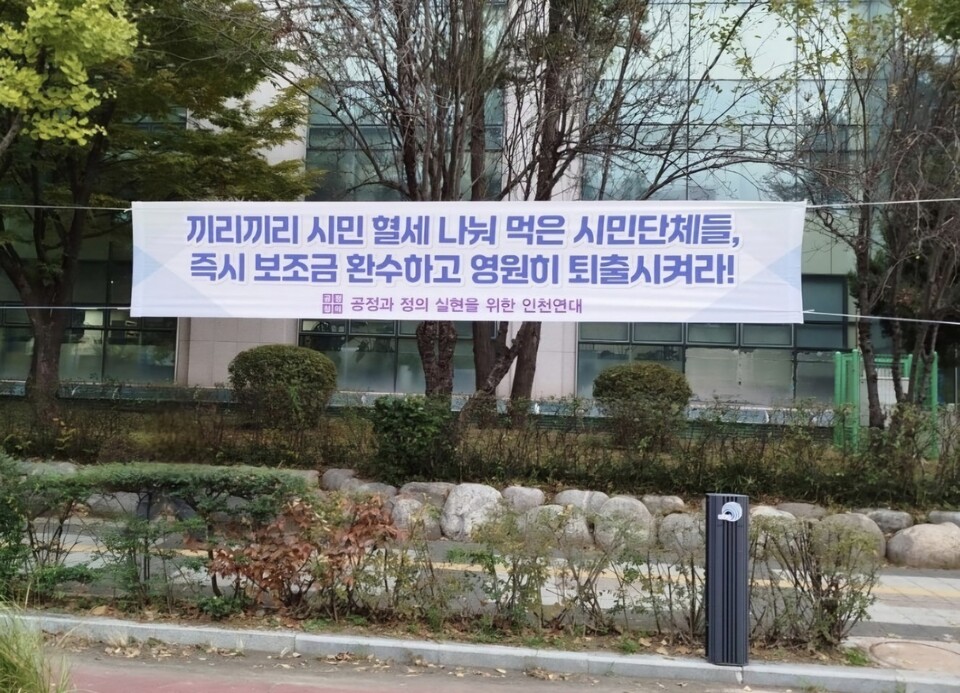 끼리끼리 시민 혈세 나눠 먹은 시민단체들,
즉시 보조금 환수하고 영원히 퇴출시켜라!
공정과 정의 실현을 위한 인천연대